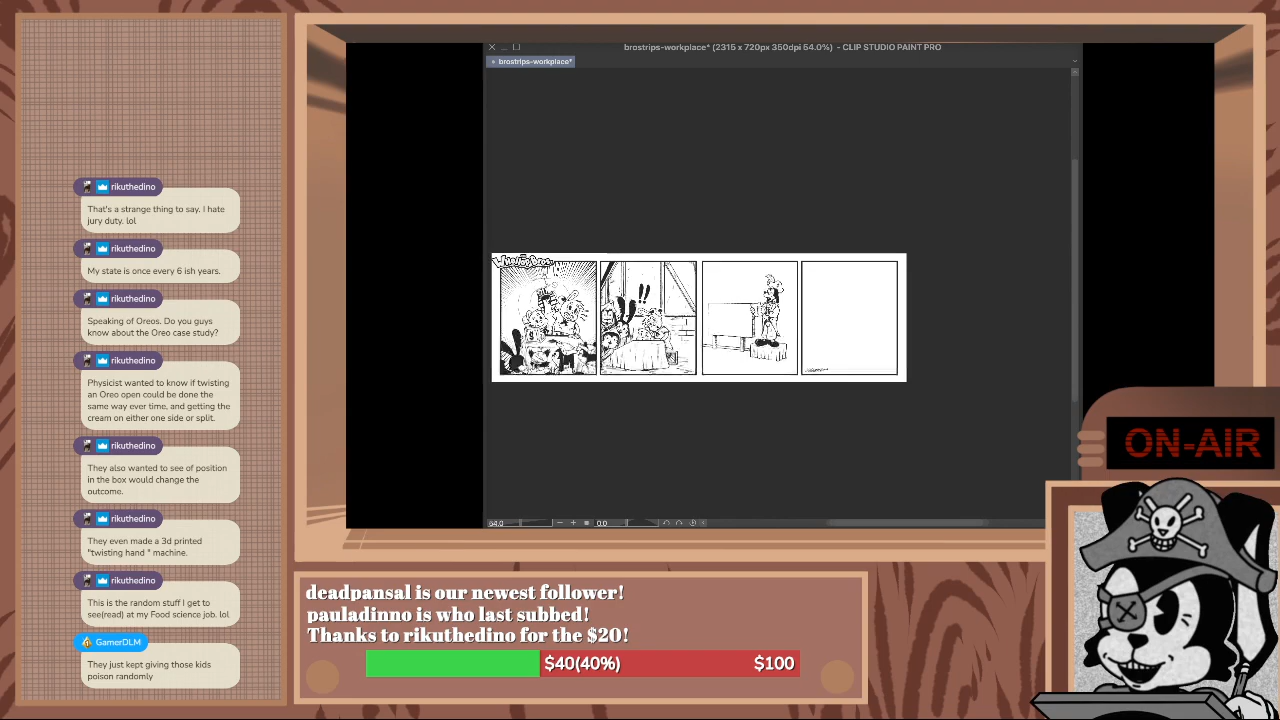 brostrips-workplace* (2315 x 720px 350dpi 54.0%) - CLIP STUDIO PAINT PRO
brostrips-workplace*
rikuthedino
That's a strange thing to say. I hate
jury duty. lol
rikuthedino
My state is once every 6 ish years.
rikuthedino
Speaking of Oreos. Do you guys
know about the Oreo case study?
rikuthedino
Physicist wanted to know if twisting
an Oreo open could be done the
same way ever time, and getting the
cream on either one side or split.
rikuthedino
They also wanted to see of position
in the box would change the
outcome.
rikuthedino
They even made a 3d printed
"twisting hand " machine.
rikuthedino
This is the random stuff I get to
see(read) at my Food science job. lol
GamerDLM
They just kept giving those kids
poison randomly
!!
54.0
0.0
ON-AIR
deadpansal is our newest follower!
pauladinno is who last subbed!
Thanks to rikuthedino for the $20!
$40(40%) $100